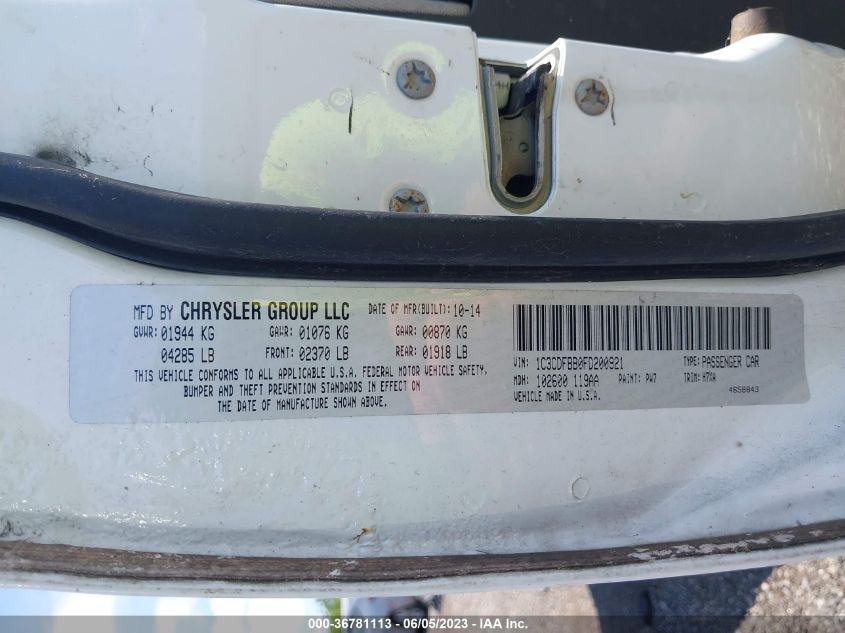 MFD BY CHRYSLER GROUP LLC DATE OF MFR(BUILT): 10-14
GVWR: 01944 KG GAWR: 01076 KG GAWR: 00870 KG
04285 LB FRONT: 02370 LB REAR: 01918 LB
THIS VEHICLE CONFORMS TO ALL APPLICABLE U.S.A. FEDERAL MOTOR VEHICLE SAFETY,
BUMPER AND THEFT PREVENTION STANDARDS IN EFFECT ON
THE DATE OF MANUFACTURE SHOWN ABOVE.
VIN: 1C3CDFBB0FD200921 TYPE: PASSENGER CAR
MDH: 102600 119AA PAINT: PW7 TRIM: H7XA
VEHICLE MADE IN U.S.A. 4658843
000-36781113 - 06/05/2023 - IAA Inc.